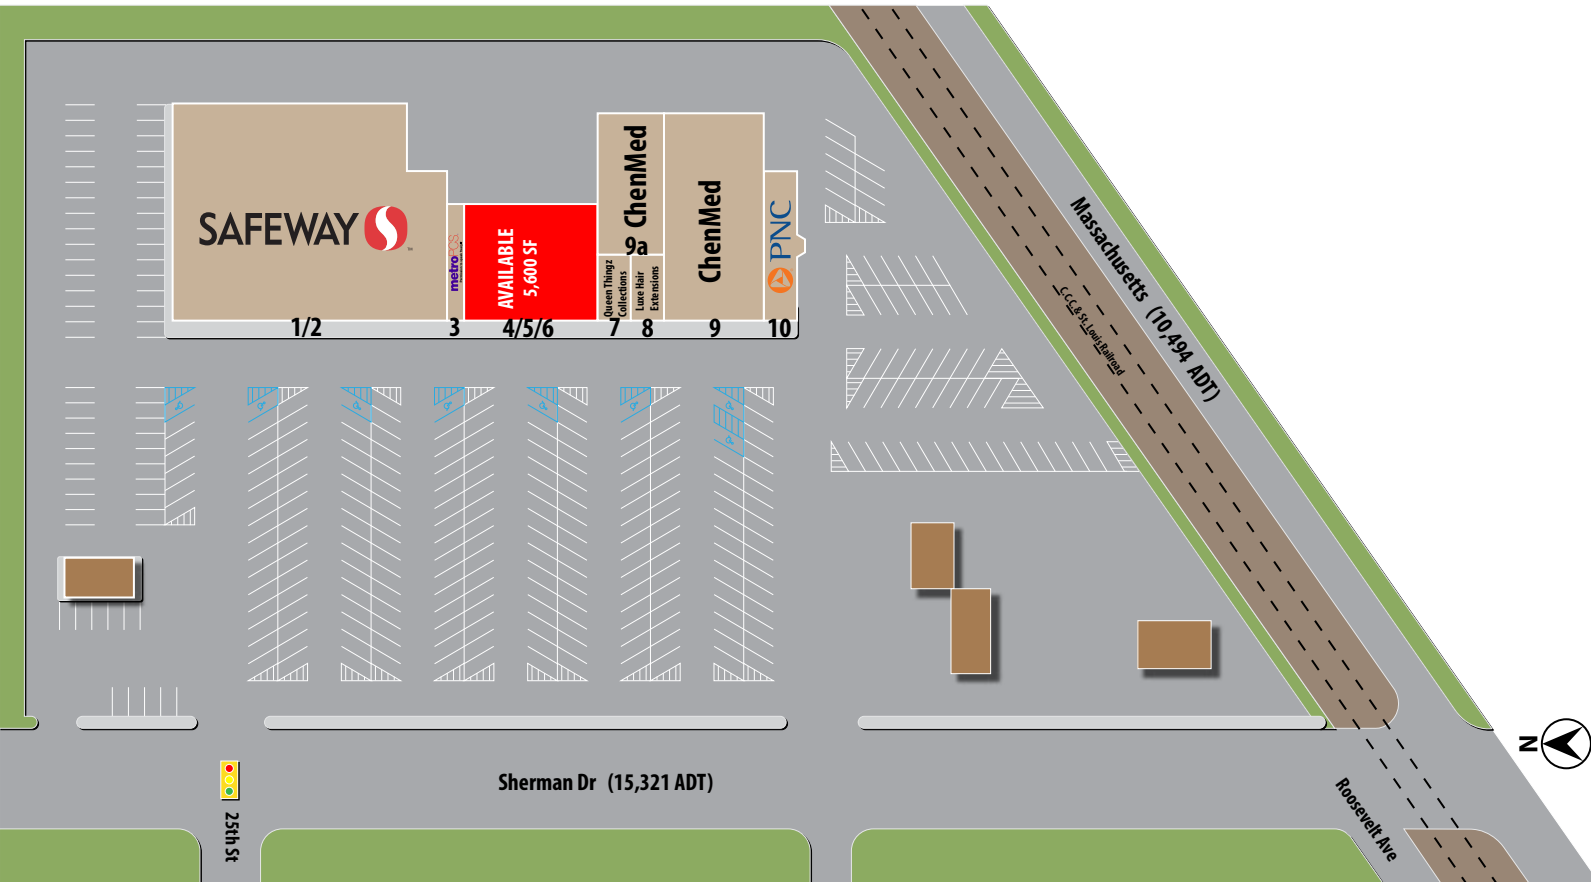 SAFEWAY
metroPCS.
AVAILABLE
5,600 SF
ChenMed
9a
Queen Thingz
Collections
Luxe Hair
Extensions
ChenMed
PNC
1/2
3
4/5/6
7
8
9
10
Massachusetts (10,494 ADT)
C.C.C. & St. Louis Railroad
Sherman Dr (15,321 ADT)
25th St
Roosevelt Ave
N